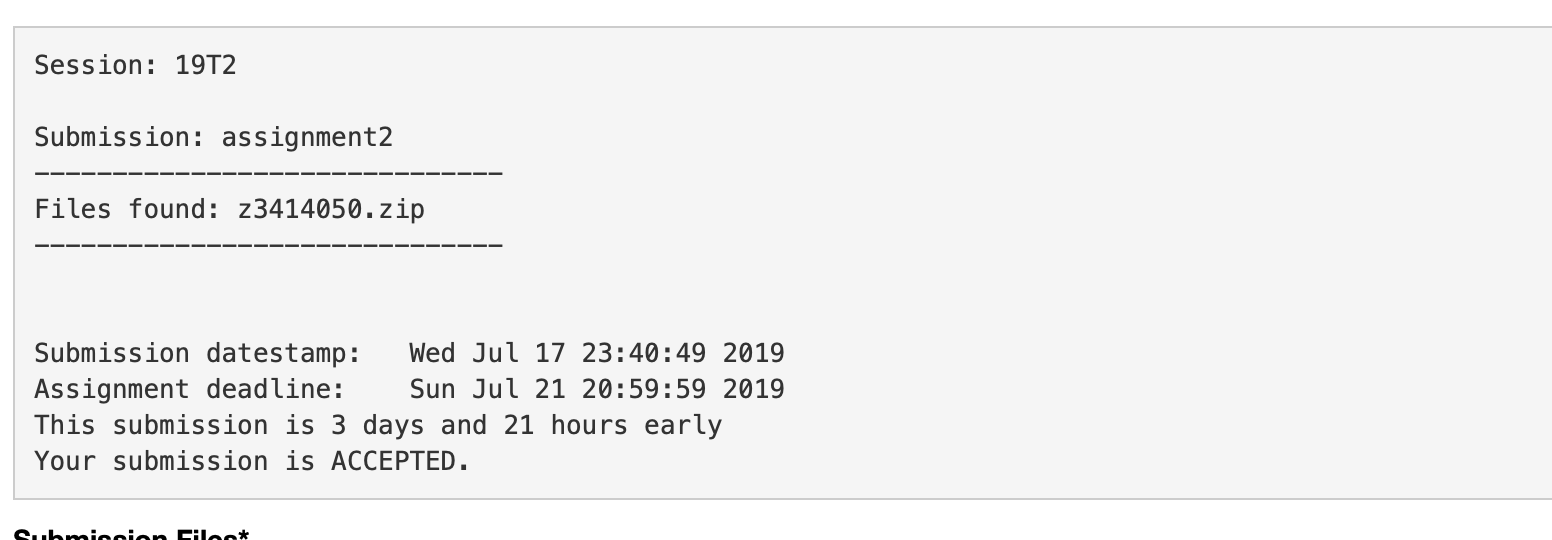 Session: 19T2
Submission: assignment2
------------------------------
Files found: z3414050.zip
------------------------------
Submission datestamp:   Wed Jul 17 23:40:49 2019
Assignment deadline:    Sun Jul 21 20:59:59 2019
This submission is 3 days and 21 hours early
Your submission is ACCEPTED.
Submission Files*